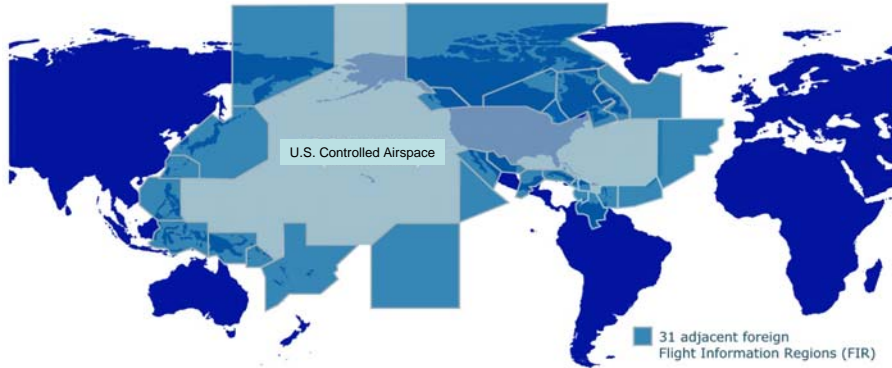 U.S. Controlled Airspace
31 adjacent foreign
Flight Information Regions (FIR)